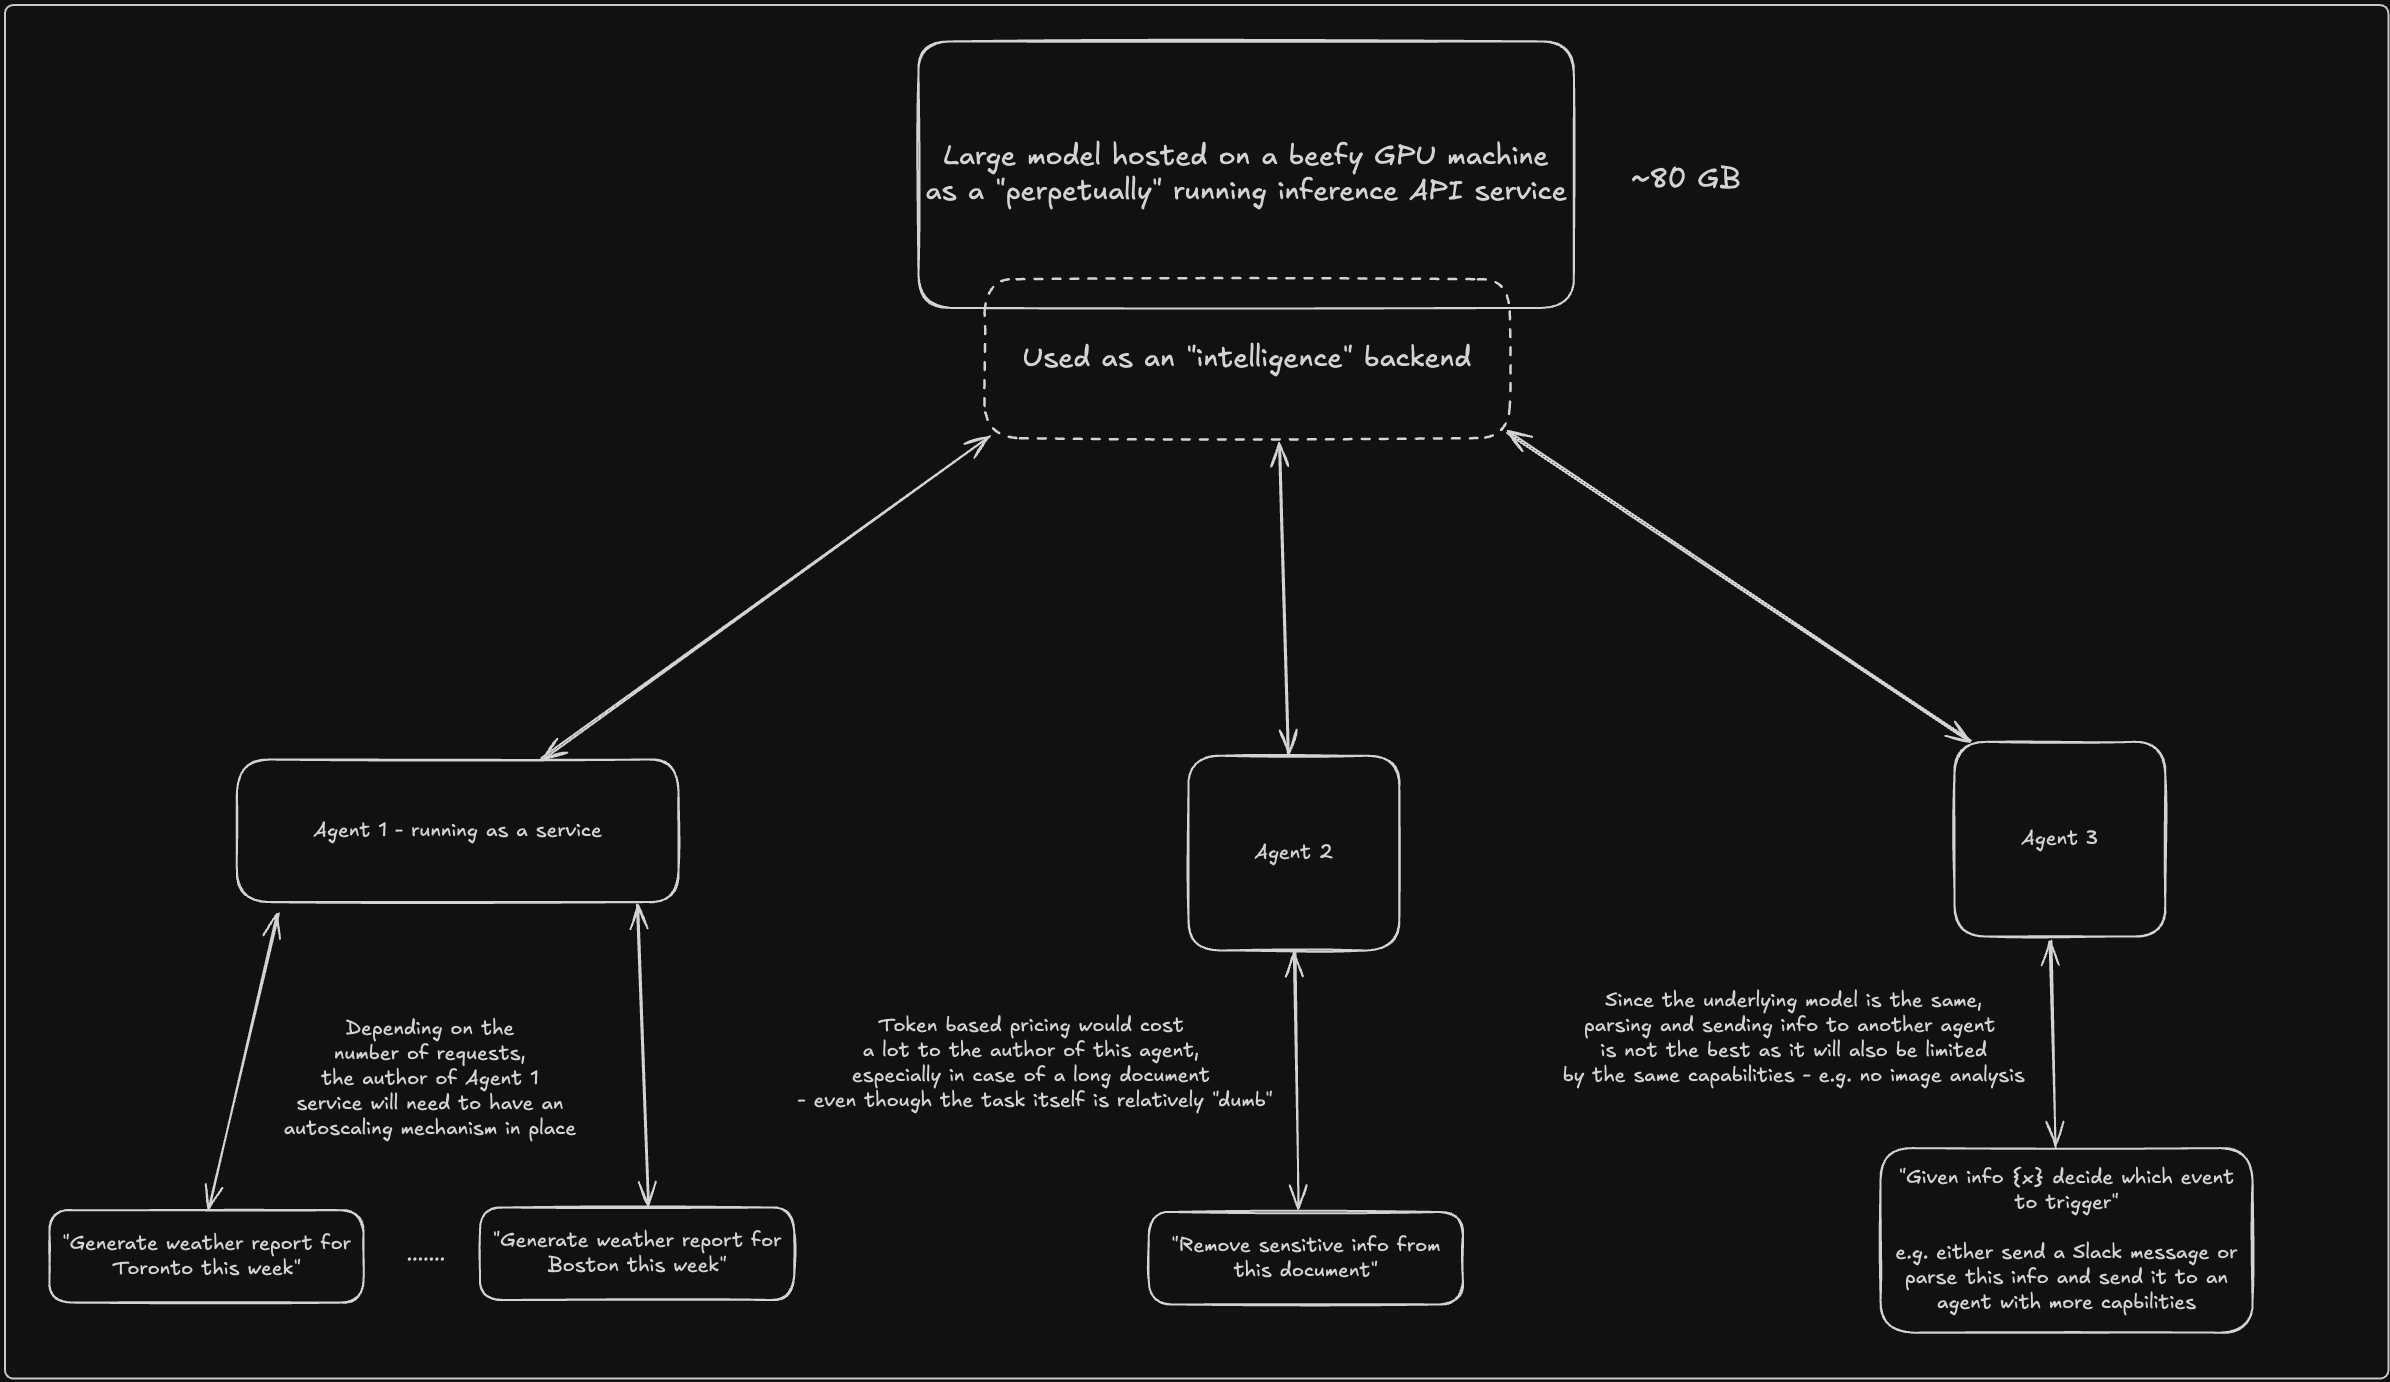 Large model hosted on a beefy GPU machine
as a "perpetually" running inference API service
~80 GB
Used as an "intelligence" backend
Agent 1 - running as a service
Agent 2
Agent 3
Depending on the
number of requests,
the author of Agent 1
service will need to have an
autoscaling mechanism in place
Token based pricing would cost
a lot to the author of this agent,
especially in case of a long document
- even though the task itself is relatively "dumb"
Since the underlying model is the same,
parsing and sending info to another agent
is not the best as it will also be limited
by the same capabilities - e.g. no image analysis
"Generate weather report for
Toronto this week"
.......
"Generate weather report for
Boston this week"
"Remove sensitive info from
this document"
"Given info {x} decide which event
to trigger"
e.g. either send a Slack message or
parse this info and send it to an
agent with more capbilities